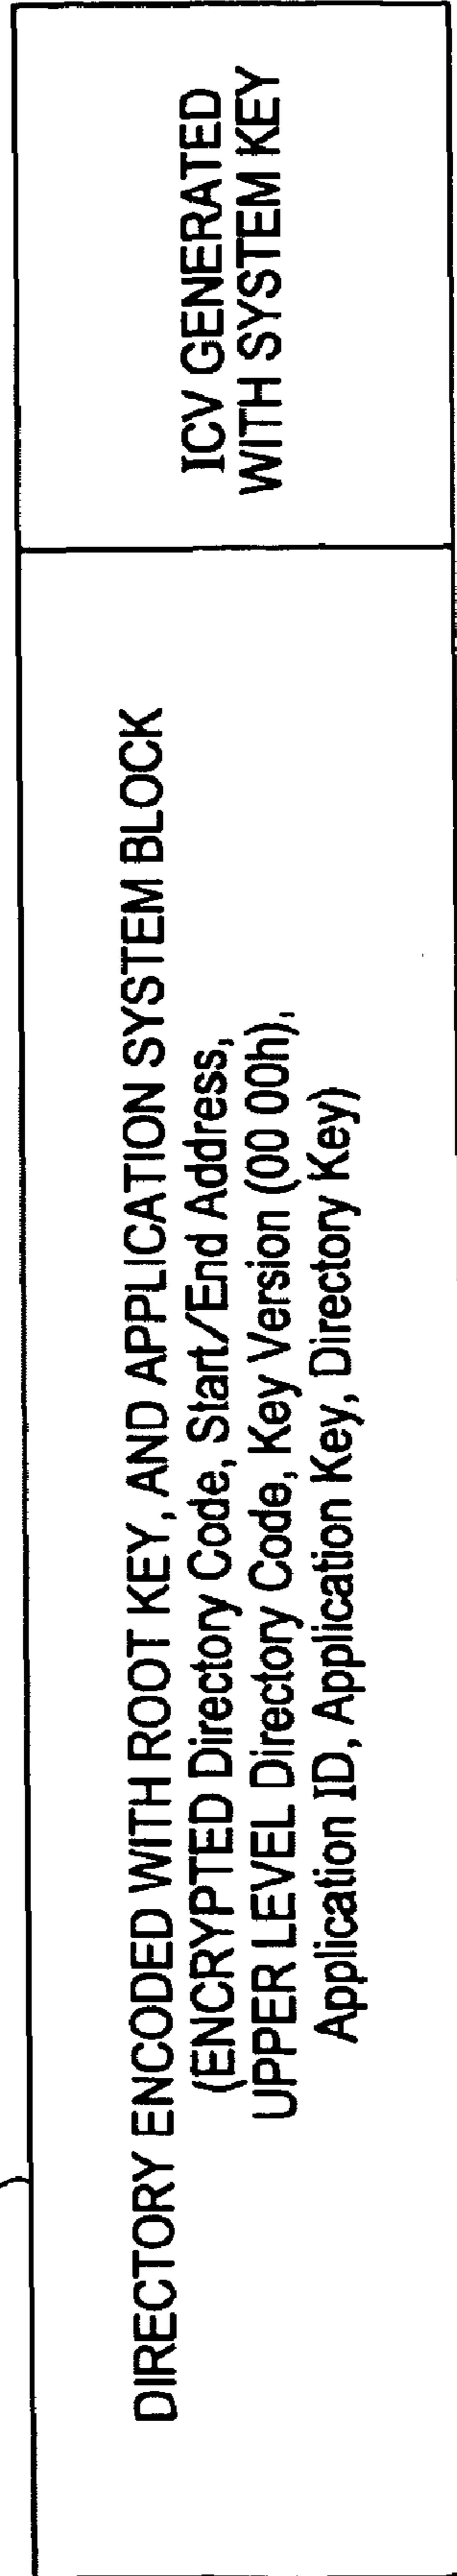 DIRECTORY ENCODED WITH ROOT KEY, AND APPLICATION SYSTEM BLOCK
(ENCRYPTED Directory Code, Start/End Address,
UPPER LEVEL Directory Code, Key Version (00 00h),
Application ID, Application Key, Directory Key)
ICV GENERATED
WITH SYSTEM KEY